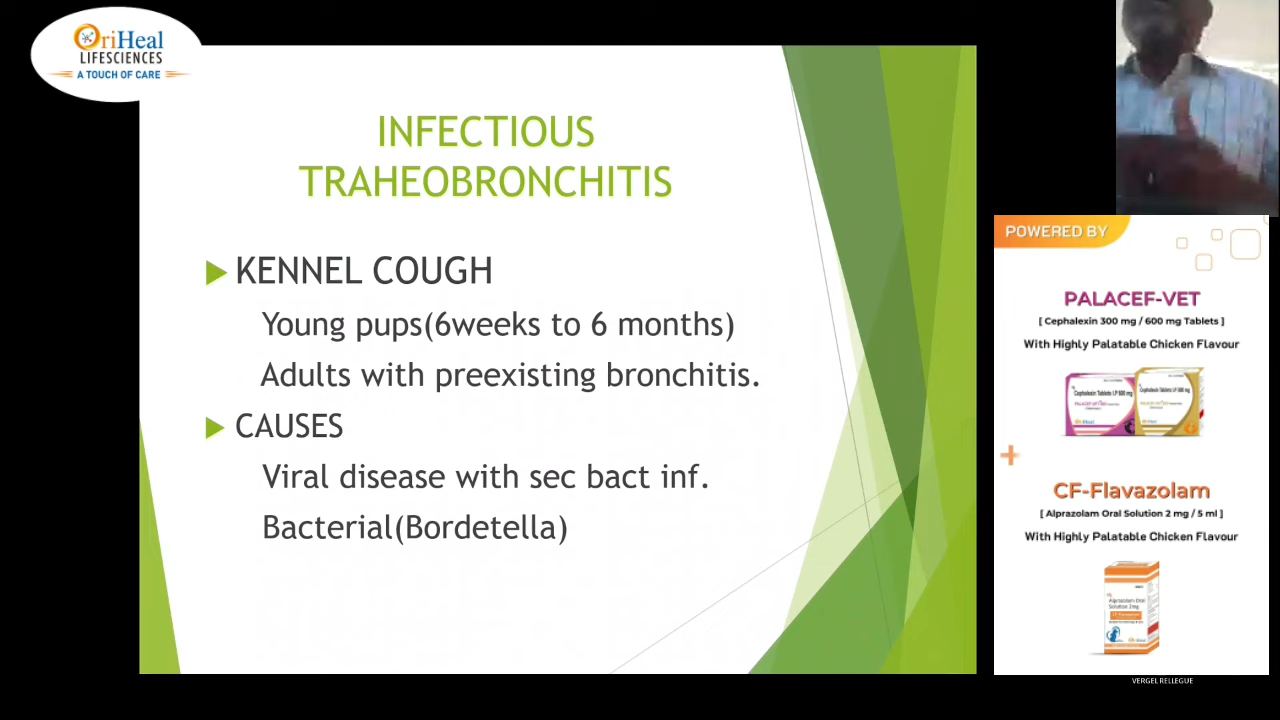 OriHeal
LIFESCIENCES
A TOUCH OF CARE
INFECTIOUS
TRAHEOBRONCHITIS
KENNEL COUGH
Young pups(6weeks to 6 months)
Adults with preexisting bronchitis.
CAUSES
Viral disease with sec bact inf.
Bacterial(Bordetella)
POWERED BY
PALACEF-VET
[ Cephalexin 300 mg / 600 mg Tablets ]
With Highly Palatable Chicken Flavour
+
CF-Flavazolam
[ Alprazolam Oral Solution 2 mg / 5 ml ]
With Highly Palatable Chicken Flavour
Alprazolam Oral
VERGEL RELLEGUE